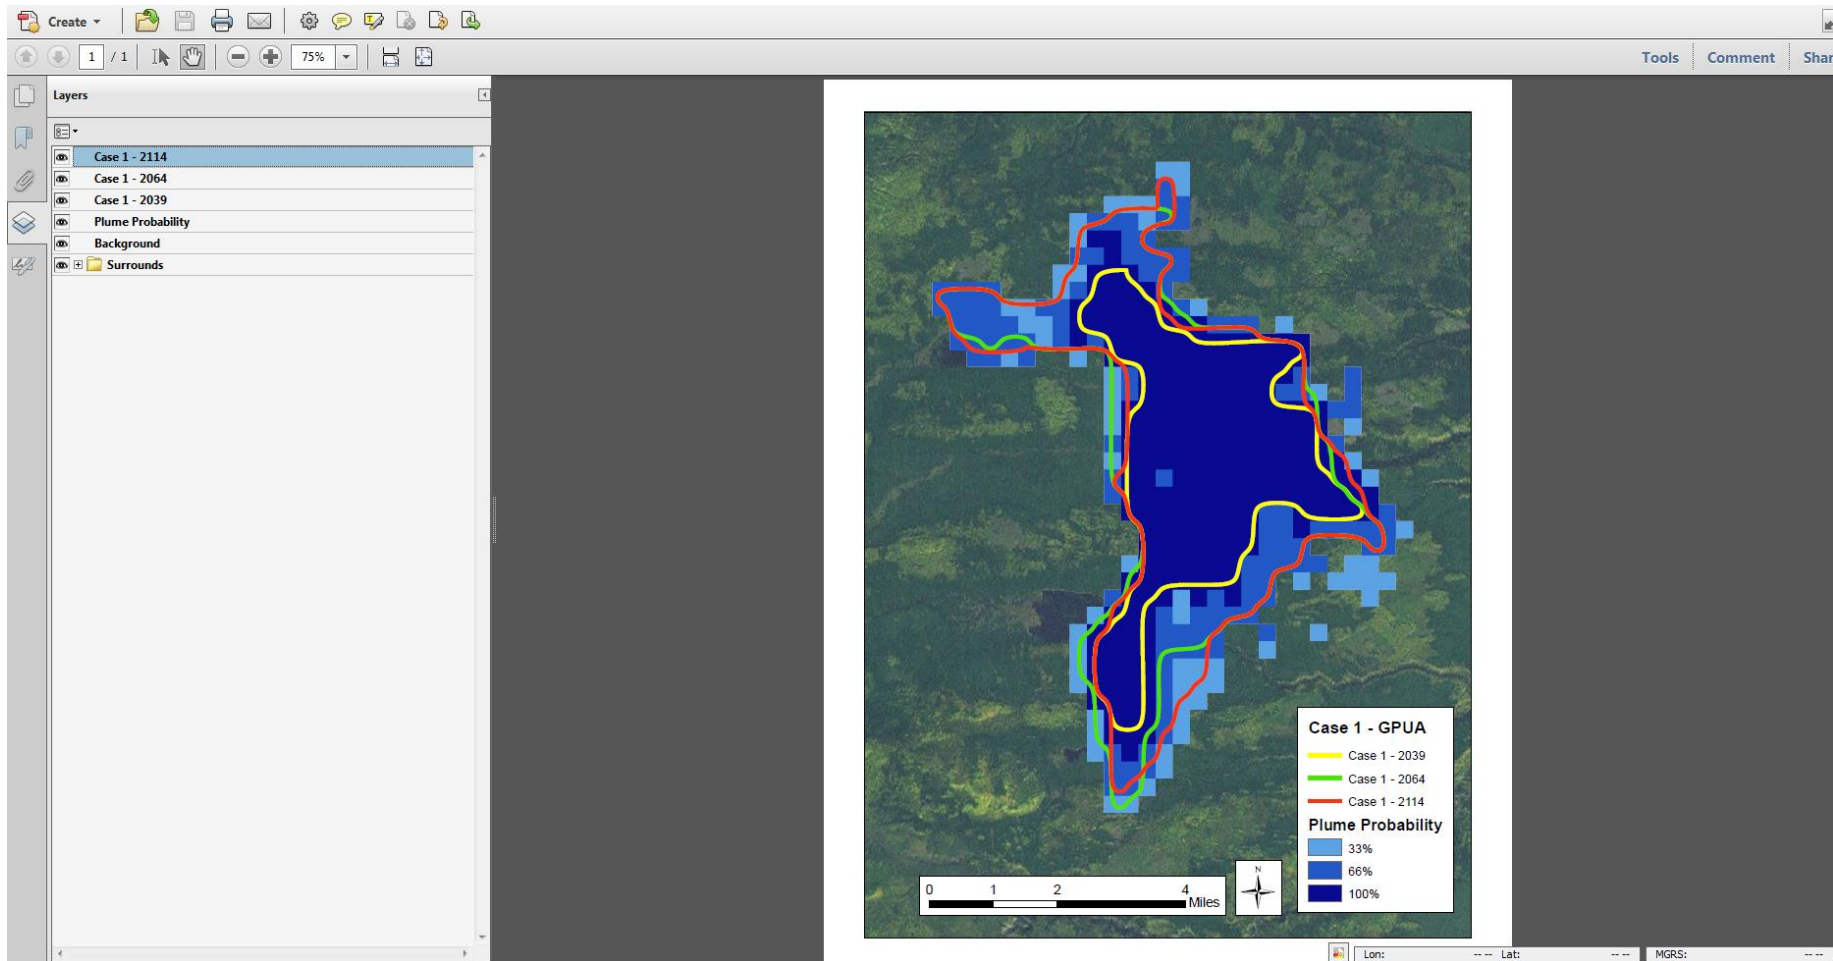 Create
1 / 1
75%
Tools
Comment
Shar
Layers
Case 1 - 2114
Case 1 - 2064
Case 1 - 2039
Plume Probability
Background
Surrounds
Case 1 - GPUA
Case 1 - 2039
Case 1 - 2064
Case 1 - 2114
Plume Probability
33%
66%
100%
N
0 1 2 4
Miles
Lon: -- -- Lat: -- -- MGRS: -- --